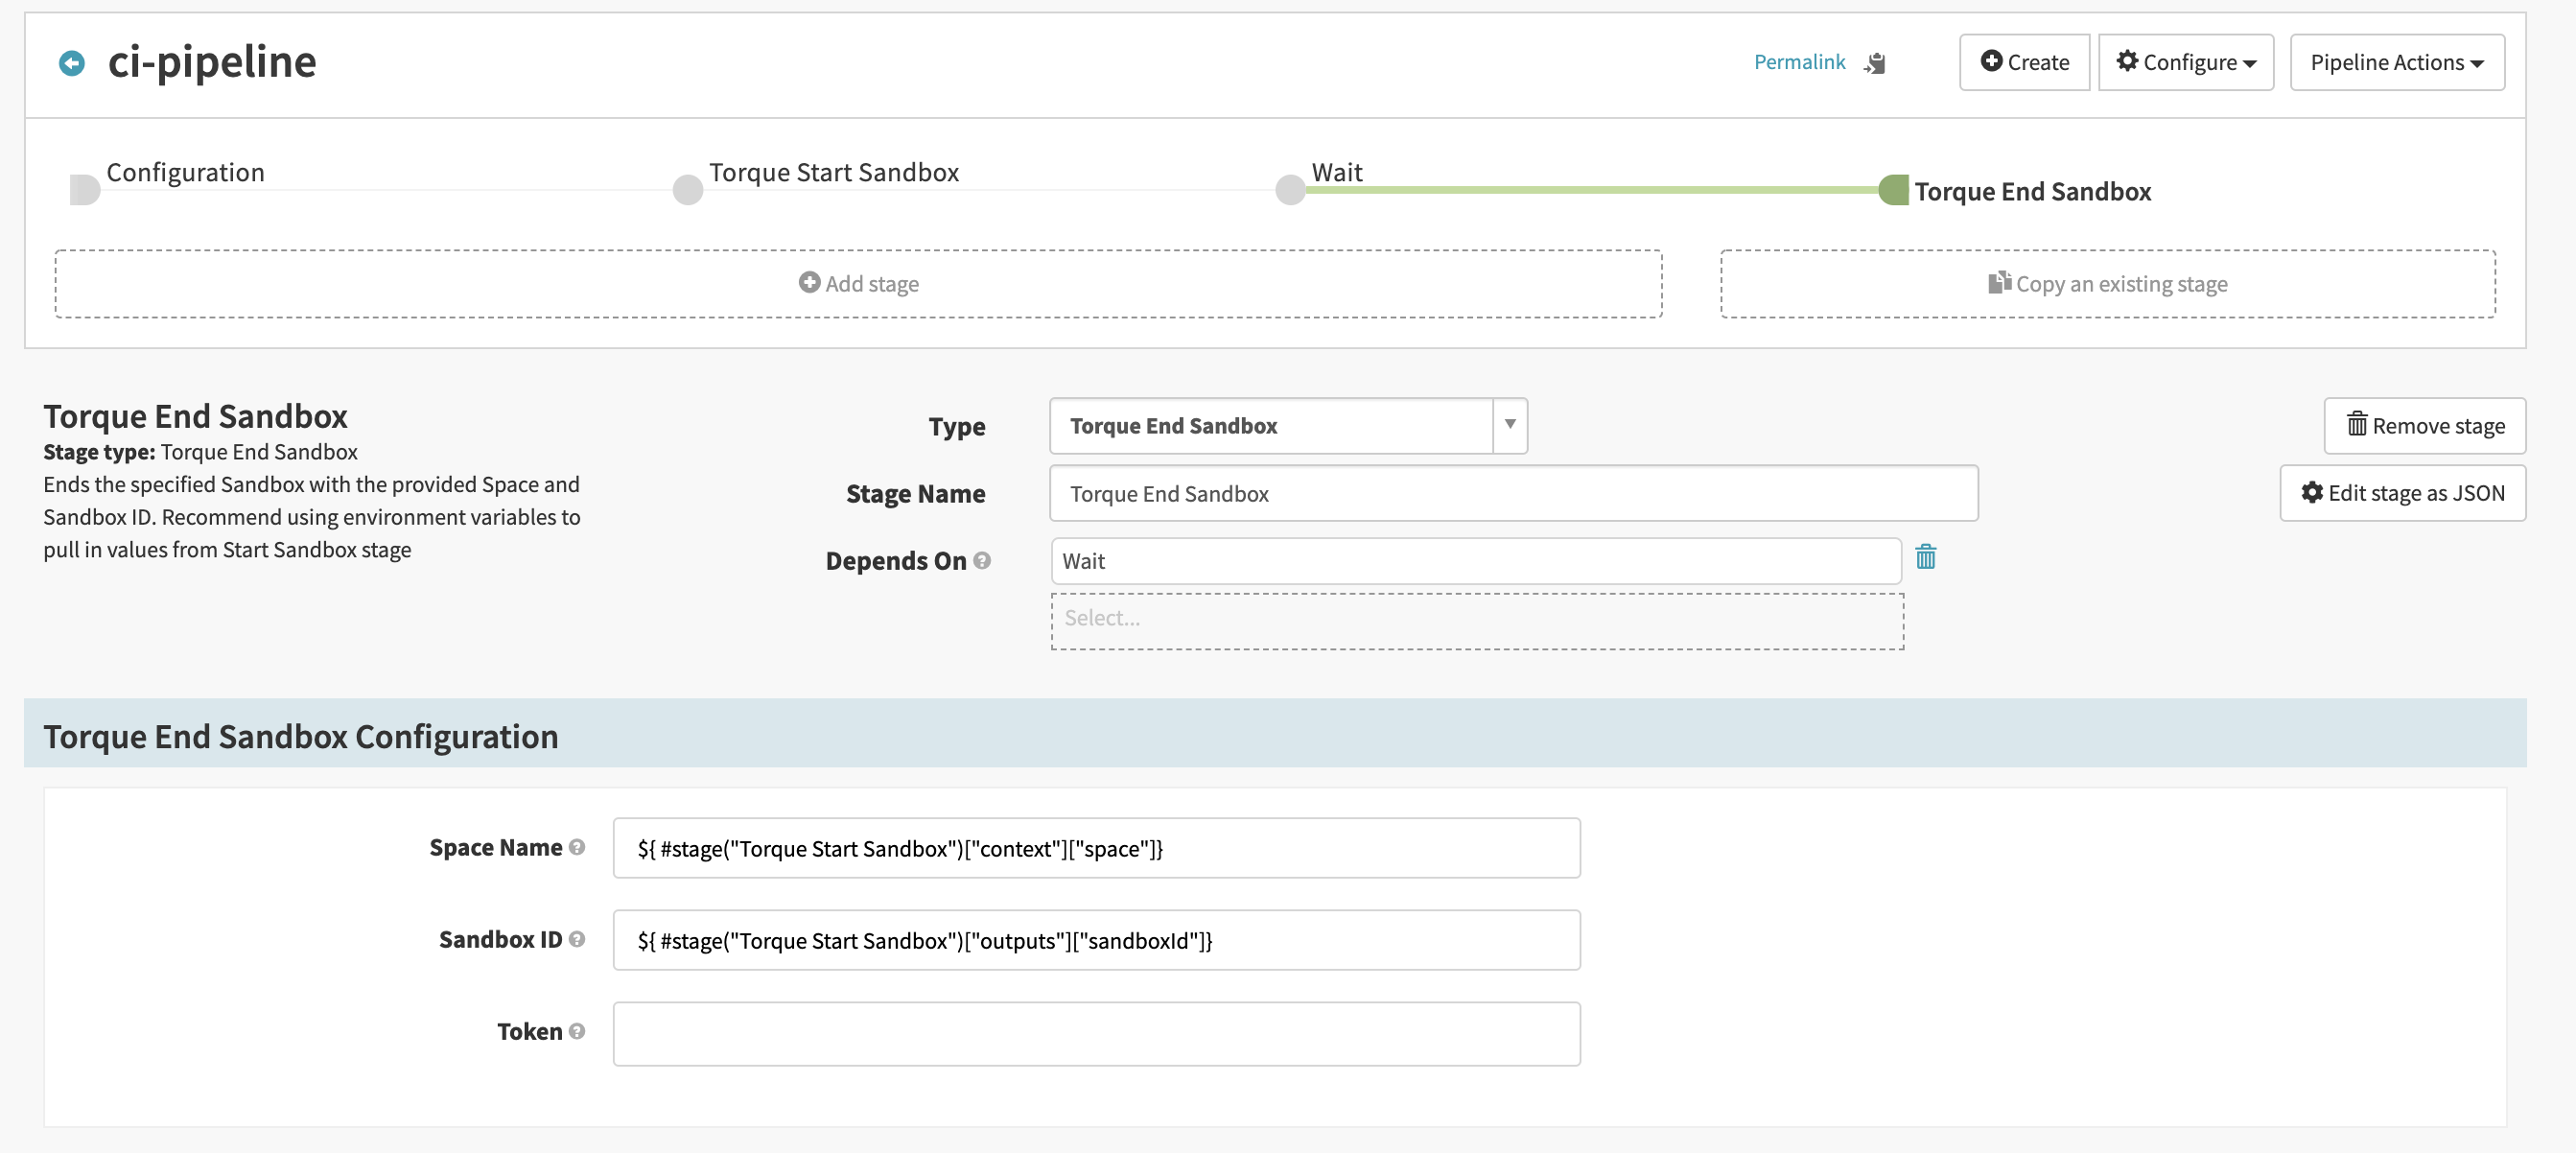 ci-pipeline
Permalink
Create
Configure
Pipeline Actions
Configuration
Torque Start Sandbox
Wait
Torque End Sandbox
Add stage
Copy an existing stage
Torque End Sandbox
Stage type: Torque End Sandbox
Ends the specified Sandbox with the provided Space and
Sandbox ID. Recommend using environment variables to
pull in values from Start Sandbox stage
Type
Torque End Sandbox
Remove stage
Stage Name
Torque End Sandbox
Edit stage as JSON
Depends On
Wait
Select...
Torque End Sandbox Configuration
Space Name
${ #stage("Torque Start Sandbox")["context"]["space"]}
Sandbox ID
${ #stage("Torque Start Sandbox")["outputs"]["sandboxId"]}
Token